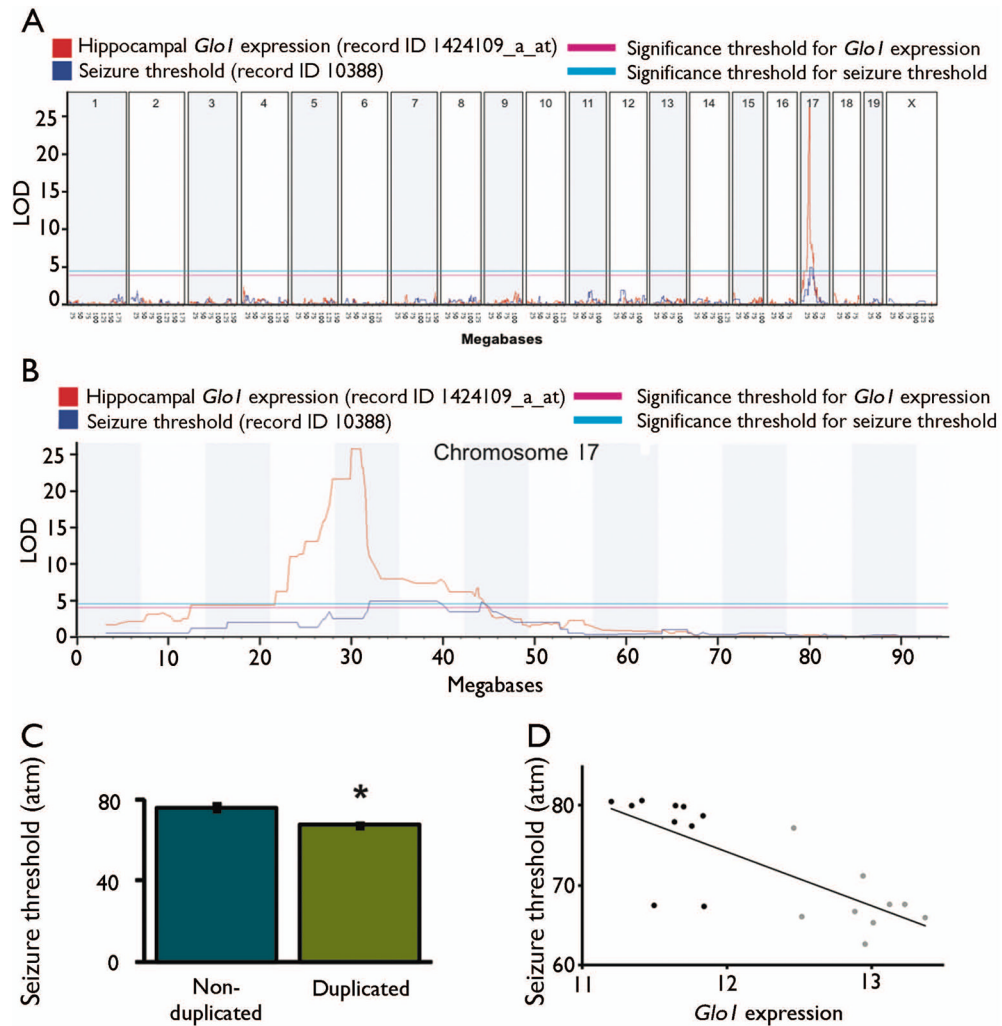 A
Hippocampal Glo1 expression (record ID 1424109_a_at)
Significance threshold for Glo1 expression
Seizure threshold (record ID 10388)
Significance threshold for seizure threshold
1 2 3 4 5 6 7 8 9 10 11 12 13 14 15 16 17 18 19 X
25
20
15
10
5
0
LOD
Megabases
B
Hippocampal Glo1 expression (record ID 1424109_a_at)
Significance threshold for Glo1 expression
Seizure threshold (record ID 10388)
Significance threshold for seizure threshold
Chromosome 17
25
20
15
10
5
0
LOD
0 10 20 30 40 50 60 70 80 90
Megabases
C
Seizure threshold (atm)
80
40
0
*
Non-
duplicated
Duplicated
D
Seizure threshold (atm)
80
70
60
11 12 13
Glo1 expression